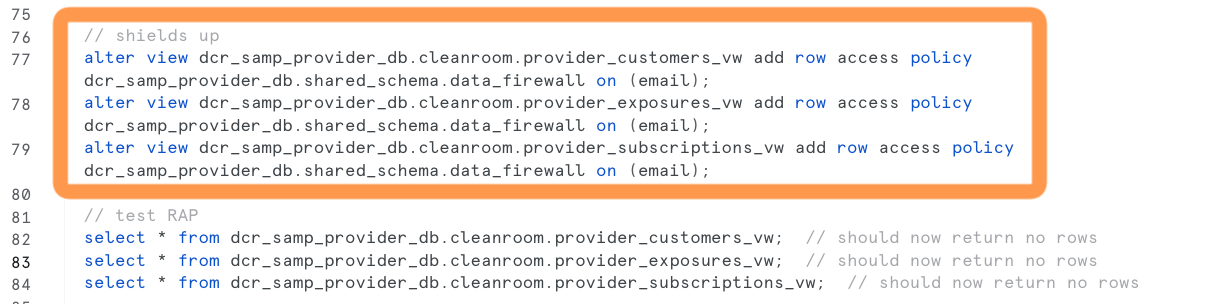 75
76 // shields up
77 alter view dcr_samp_provider_db.cleanroom.provider_customers_vw add row access policy
dcr_samp_provider_db.shared_schema.data_firewall on (email);
78 alter view dcr_samp_provider_db.cleanroom.provider_exposures_vw add row access policy
dcr_samp_provider_db.shared_schema.data_firewall on (email);
79 alter view dcr_samp_provider_db.cleanroom.provider_subscriptions_vw add row access policy
dcr_samp_provider_db.shared_schema.data_firewall on (email);
80
81 // test RAP
82 select * from dcr_samp_provider_db.cleanroom.provider_customers_vw;  // should now return no rows
83 select * from dcr_samp_provider_db.cleanroom.provider_exposures_vw;  // should now return no rows
84 select * from dcr_samp_provider_db.cleanroom.provider_subscriptions_vw;  // should now return no rows